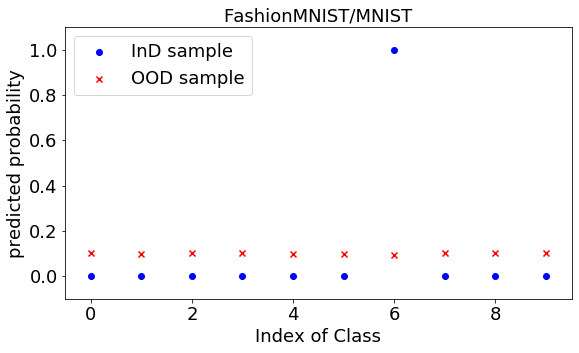 FashionMNIST/MNIST
InD sample
OOD sample
predicted probability
1.0
0.8
0.6
0.4
0.2
0.0
0 2 4 6 8
Index of Class